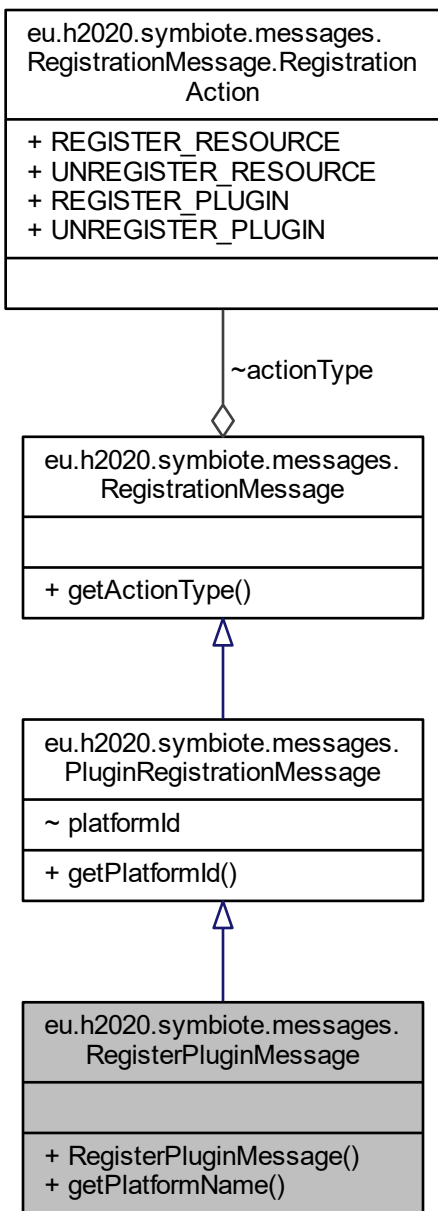 eu.h2020.symbiote.messages.
RegistrationMessage.Registration
Action
+ REGISTER_RESOURCE
+ UNREGISTER_RESOURCE
+ REGISTER_PLUGIN
+ UNREGISTER_PLUGIN
~actionType
eu.h2020.symbiote.messages.
RegistrationMessage
+ getActionType()
eu.h2020.symbiote.messages.
PluginRegistrationMessage
~ platformId
+ getPlatformId()
eu.h2020.symbiote.messages.
RegisterPluginMessage
+ RegisterPluginMessage()
+ getPlatformName()